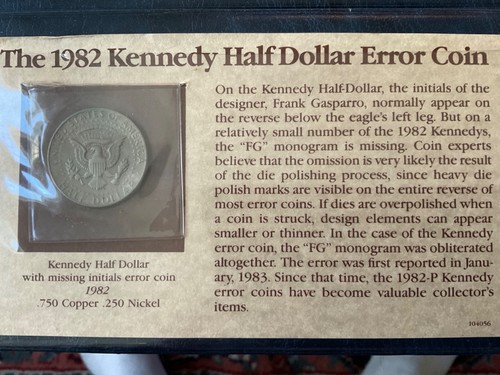 The 1982 Kennedy Half Dollar Error Coin
On the Kennedy Half-Dollar, the initials of the
designer, Frank Gasparro, normally appear on
the reverse below the eagle's left leg. But on a
relatively small number of the 1982 Kennedys,
the "FG" monogram is missing. Coin experts
believe that the omission is very likely the result
of the die polishing process, since heavy die
polish marks are visible on the entire reverse of
most error coins. If dies are overpolished when
a coin is struck, design elements can appear
smaller or thinner. In the case of the Kennedy
error coin, the "FG" monogram was obliterated
altogether. The error was first reported in Janu-
ary, 1983. Since that time, the 1982-P Kennedy
error coins have become valuable collector's
items.
Kennedy Half Dollar
with missing initials error coin
1982
.750 Copper .250 Nickel
104056